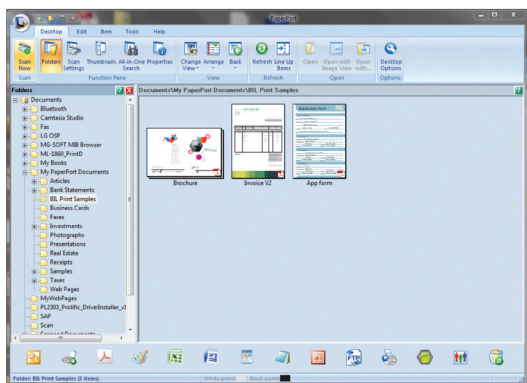 PaperPort
Desktop Edit Item Tools Help
Scan Now
Folders
Scan Settings
Thumbnails
All-in-One Search
Properties
Change View
Arrange
Back
Refresh
Line Up Items
Open
Open with Image View
Open with...
Desktop Options
Scan Function Pane View Refresh Open Options
Folders
Documents\My PaperPort Documents\BIL Print Samples
Documents
Bluetooth
Camtasia Studio
Fax
LG OSP
MG-SOFT MIB Browser
ML-1860_PrintD
My Books
My PaperPort Documents
Articles
Bank Statements
BIL Print Samples
Business Cards
Faxes
Investments
Photographs
Presentations
Real Estate
Receipts
Samples
Taxes
Web Pages
MyWebPages
PL2303_Prolific_DriverInstaller_v1
SAP
Scan
Scanned Documents
Brochure
Invoice V2
App form
Application form
FTP
Folder: BIL Print Samples (3 items).
White point
Black point